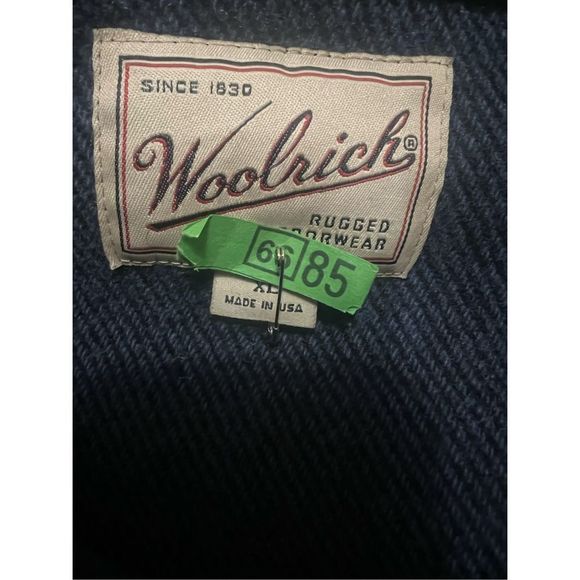 SINCE 1830
Woolrich®
RUGGED
66 85
XL
MADE IN USA